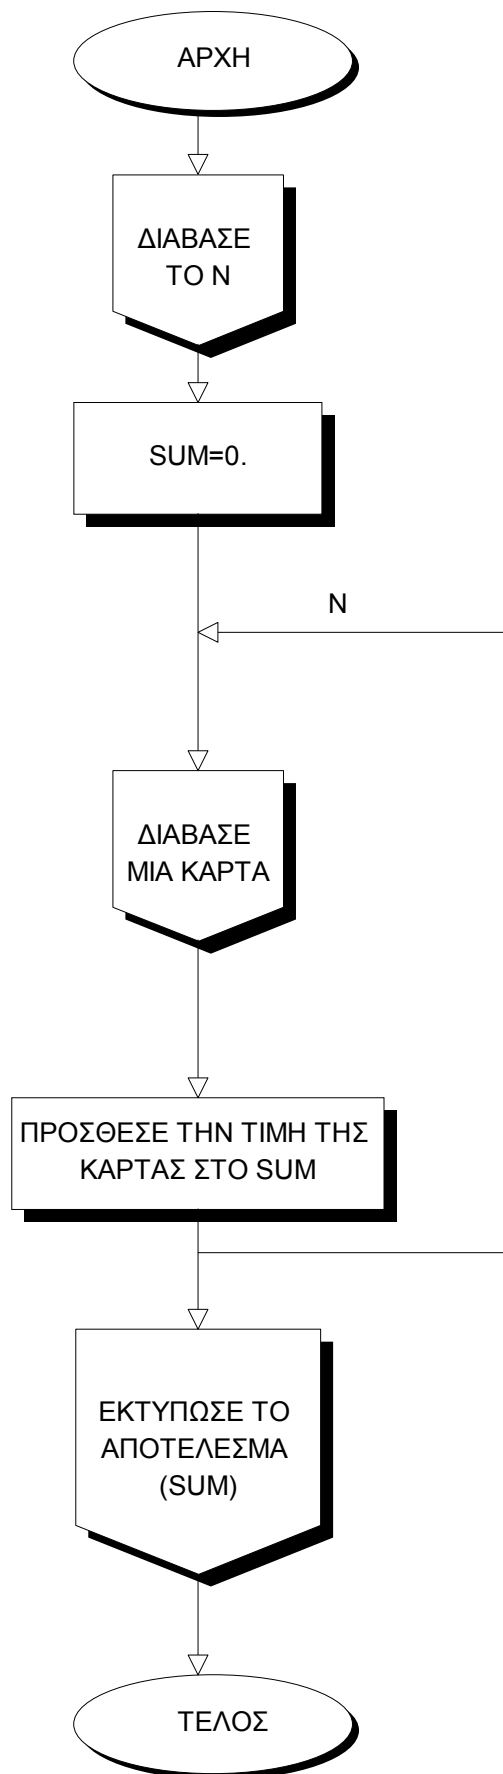 ΑΡΧΗ
ΔΙΑΒΑΣΕ
ΤΟ Ν
SUM=0.
Ν
ΔΙΑΒΑΣΕ
ΜΙΑ ΚΑΡΤΑ
ΠΡΟΣΘΕΣΕ ΤΗΝ ΤΙΜΗ ΤΗΣ
ΚΑΡΤΑΣ ΣΤΟ SUM
ΕΚΤΥΠΩΣΕ ΤΟ
ΑΠΟΤΕΛΕΣΜΑ
(SUM)
ΤΕΛΟΣ